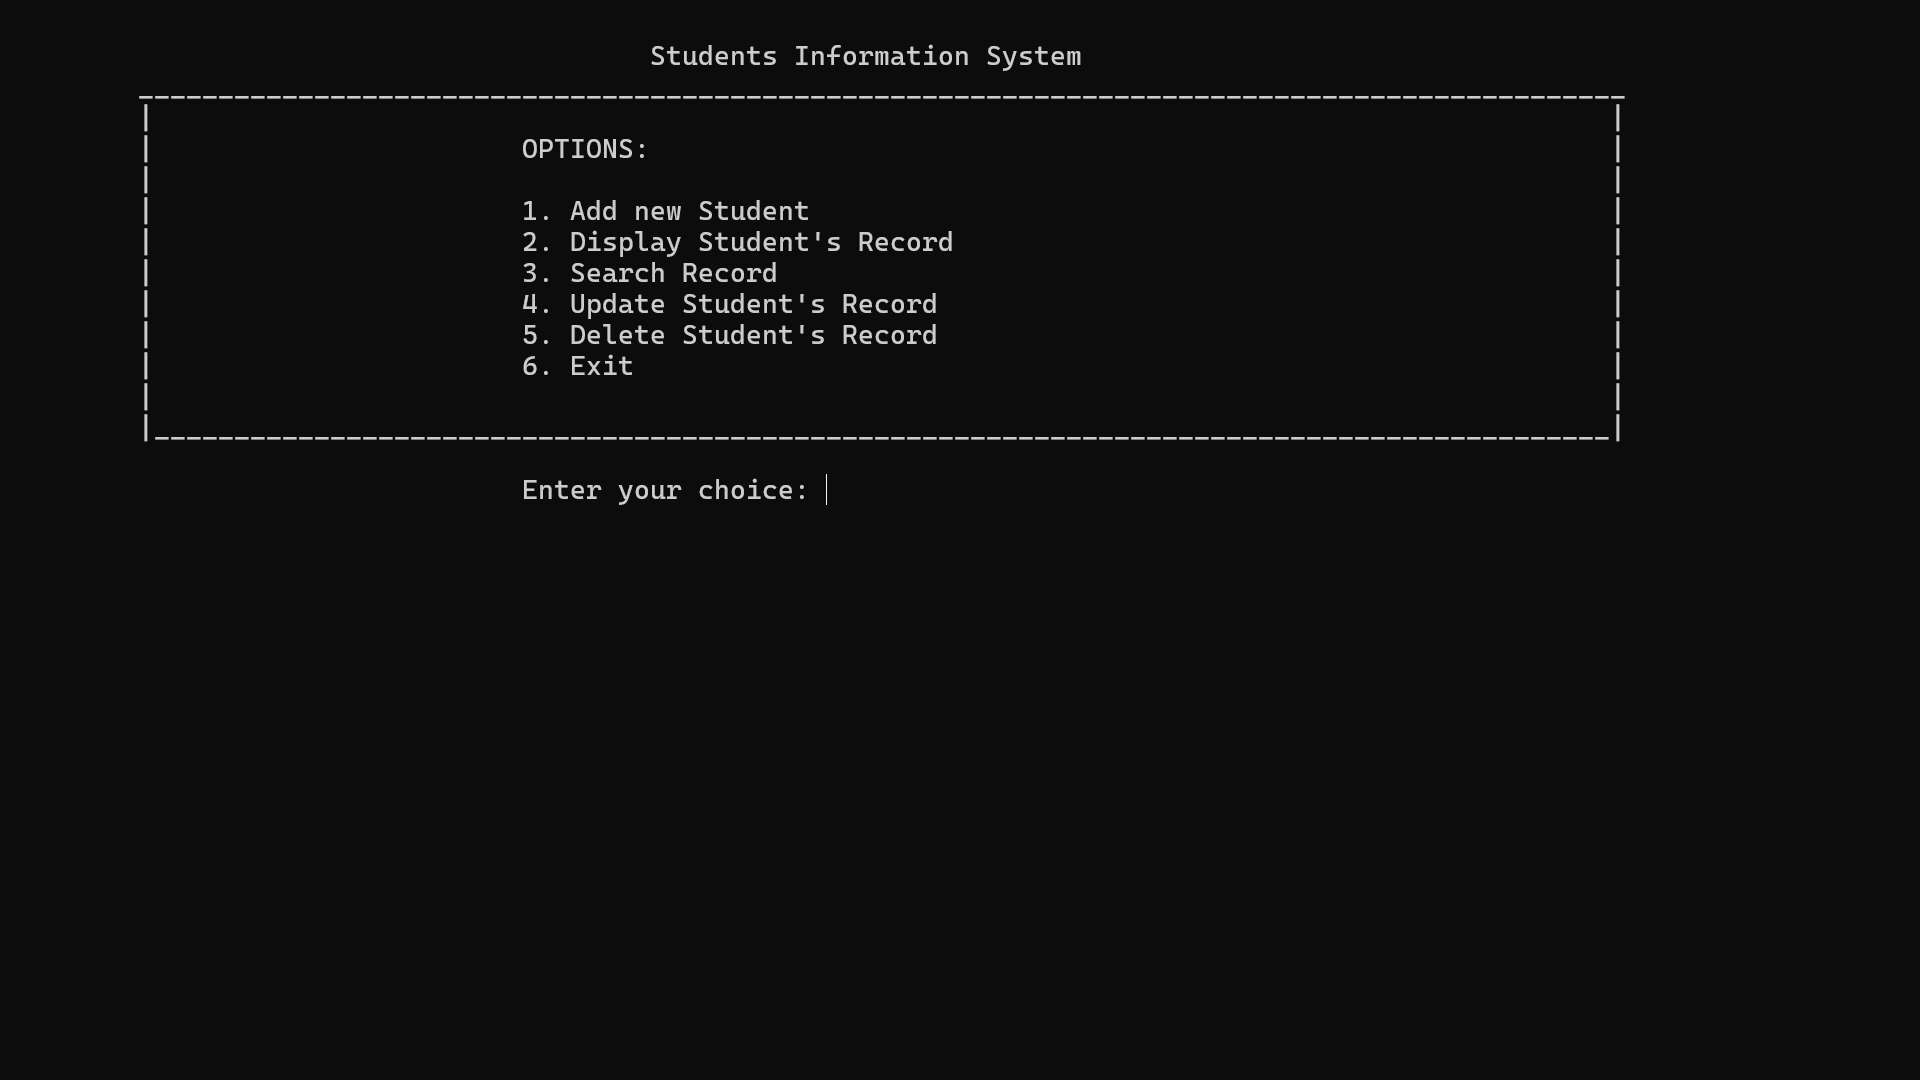 Students Information System
OPTIONS:
1. Add new Student
2. Display Student's Record
3. Search Record
4. Update Student's Record
5. Delete Student's Record
6. Exit
Enter your choice: